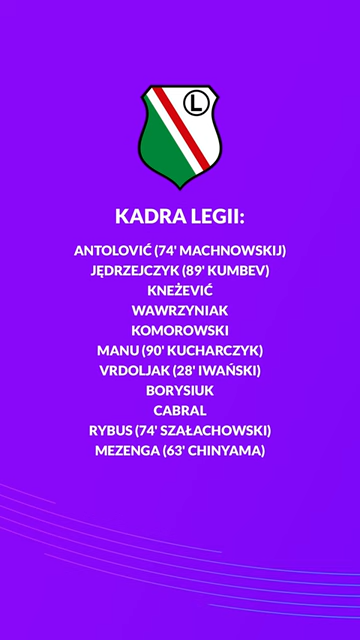 L
KADRA LEGII:
ANTOLOVIĆ (74' MACHNOWSKIJ)
JĘDRZEJCZYK (89' KUMBEV)
KNEŻEVIĆ
WAWRZYNIAK
KOMOROWSKI
MANU (90' KUCHARCZYK)
VRDOLJAK (28' IWAŃSKI)
BORYSIUK
CABRAL
RYBUS (74' SZAŁACHOWSKI)
MEZENGA (63' CHINYAMA)